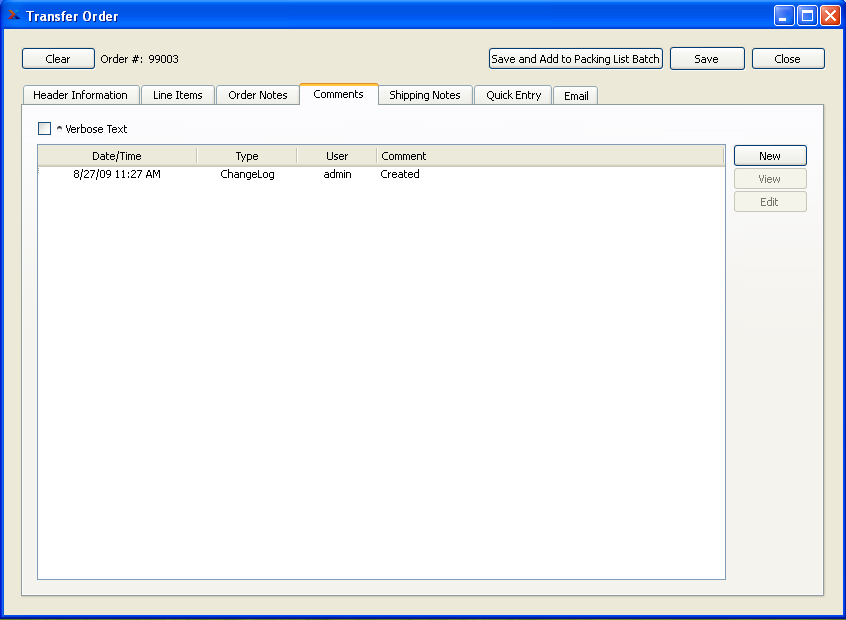 Transfer Order
Clear Order #: 99003 Save and Add to Packing List Batch Save Close
Header Information Line Items Order Notes Comments Shipping Notes Quick Entry Email
^ Verbose Text
Date/Time Type User Comment New
8/27/09 11:27 AM ChangeLog admin Created
View
Edit